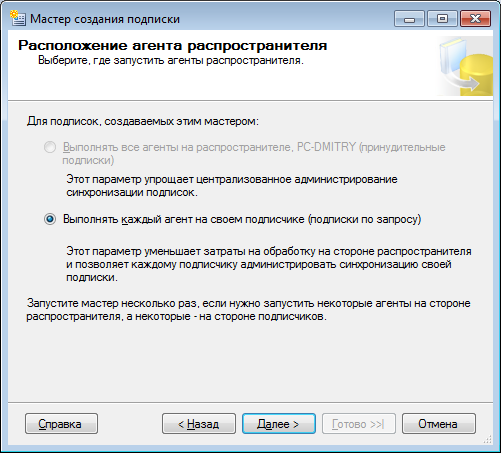 Мастер создания подписки
Расположение агента распространителя
Выберите, где запустить агенты распространителя.
Для подписок, создаваемых этим мастером:
Выполнять все агенты на распространителе, PC-DMITRY (принудительные
подписки)
Этот параметр упрощает централизованное администрирование
синхронизации подписок.
Выполнять каждый агент на своем подписчике (подписки по запросу)
Этот параметр уменьшает затраты на обработку на стороне распространителя
и позволяет каждому подписчику администрировать синхронизацию своей
подписки.
Запустите мастер несколько раз, если нужно запустить некоторые агенты на стороне
распространителя, а некоторые - на стороне подписчиков.
Справка
< Назад
Далее >
Готово >>|
Отмена